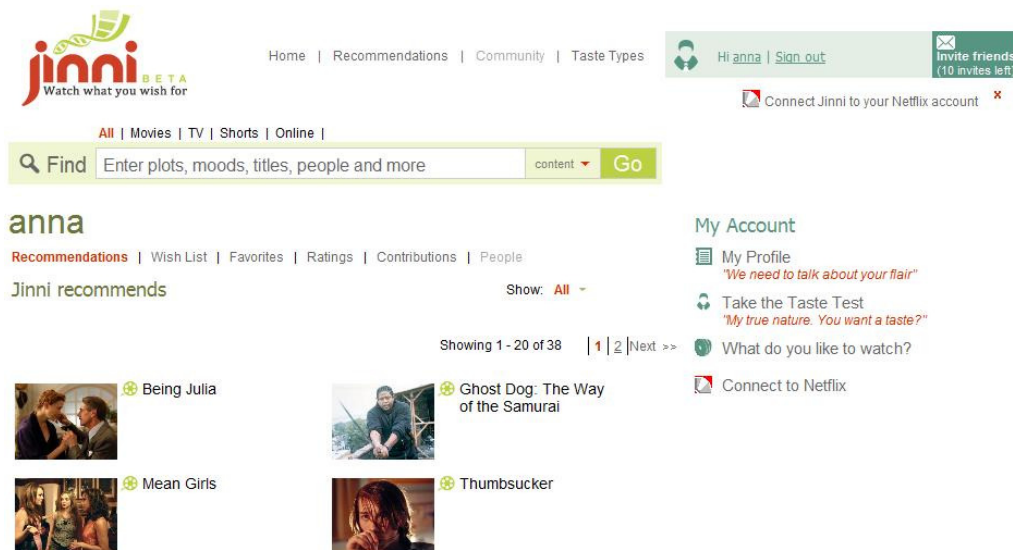 jinni BETA
Watch what you wish for
Home | Recommendations | Community | Taste Types
Hi anna | Sign out
Invite friends
(10 invites left)
Connect Jinni to your Netflix account x
All | Movies | TV | Shorts | Online |
Find Enter plots, moods, titles, people and more content Go
anna
Recommendations | Wish List | Favorites | Ratings | Contributions | People
Jinni recommends Show: All
Showing 1 - 20 of 38 | 1 | 2 | Next >>
Being Julia
Ghost Dog: The Way
of the Samurai
Mean Girls
Thumbsucker
My Account
My Profile
"We need to talk about your flair"
Take the Taste Test
"My true nature. You want a taste?"
What do you like to watch?
Connect to Netflix